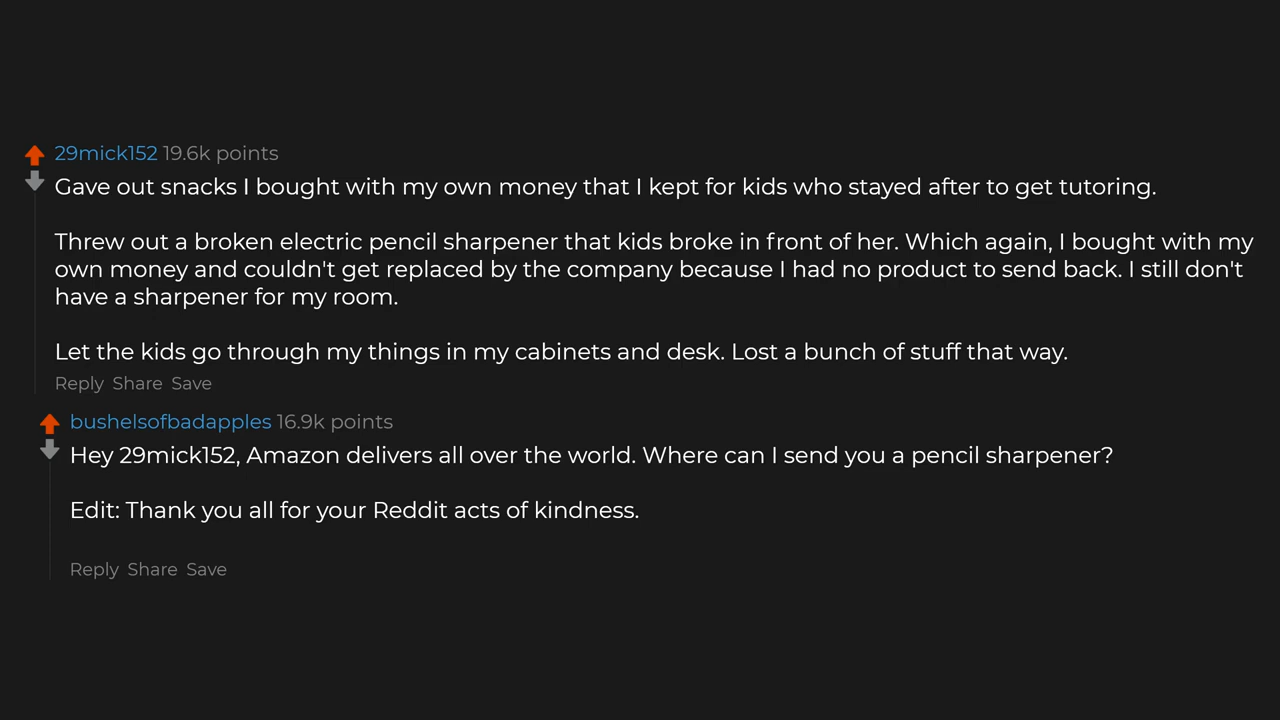 29mick152 19.6k points
Gave out snacks I bought with my own money that I kept for kids who stayed after to get tutoring.
Threw out a broken electric pencil sharpener that kids broke in front of her. Which again, I bought with my
own money and couldn't get replaced by the company because I had no product to send back. I still don't
have a sharpener for my room.
Let the kids go through my things in my cabinets and desk. Lost a bunch of stuff that way.
Reply Share Save
bushelsofbadapples 16.9k points
Hey 29mick152, Amazon delivers all over the world. Where can I send you a pencil sharpener?
Edit: Thank you all for your Reddit acts of kindness.
Reply Share Save